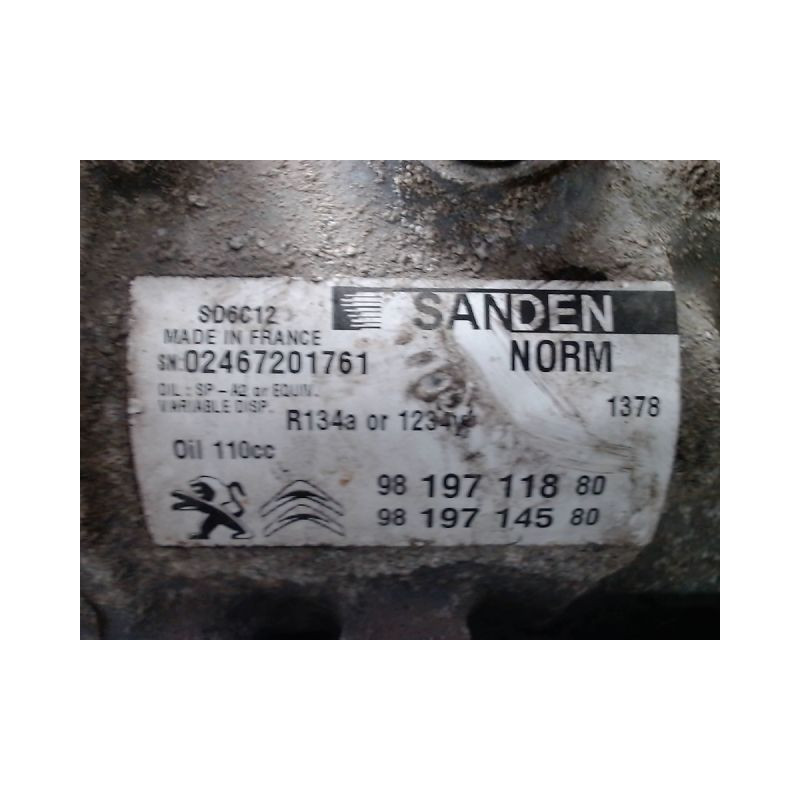 SD6C12
SANDEN
MADE IN FRANCE
SN:02467201761
NORM
OIL : SP - A2 or EQUIV.
VARIABLE DISP.
R134a or 1234y
1378
Oil 110cc
98 197 118 80
98 197 145 80